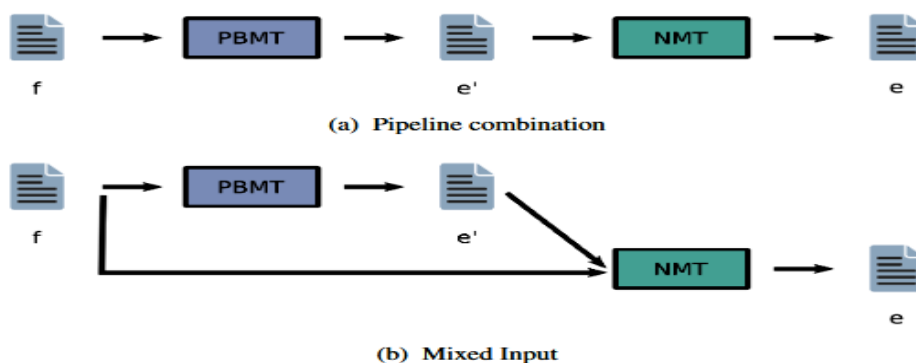 PBMT NMT
f e' e
(a) Pipeline combination
PBMT
f e'
NMT
e
(b) Mixed Input